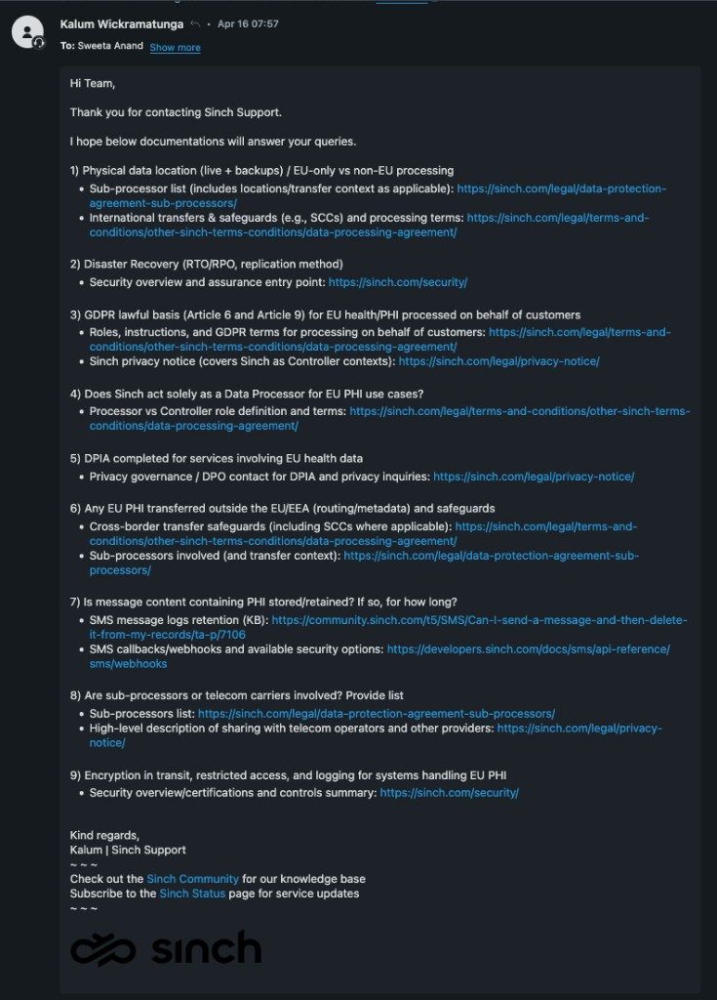 Kalum Wickramatunga • Apr 16 07:57
To: Sweeta Anand Show more
Hi Team,
Thank you for contacting Sinch Support.
I hope below documentations will answer your queries.
1) Physical data location (live + backups) / EU-only vs non-EU processing
• Sub-processor list (includes locations/transfer context as applicable): https://sinch.com/legal/data-protection-
agreement-sub-processors/
• International transfers & safeguards (e.g., SCCs) and processing terms: https://sinch.com/legal/terms-and-
conditions/other-sinch-terms-conditions/data-processing-agreement/
2) Disaster Recovery (RTO/RPO, replication method)
• Security overview and assurance entry point: https://sinch.com/security/
3) GDPR lawful basis (Article 6 and Article 9) for EU health/PHI processed on behalf of customers
• Roles, instructions, and GDPR terms for processing on behalf of customers: https://sinch.com/legal/terms-and-
conditions/other-sinch-terms-conditions/data-processing-agreement/
• Sinch privacy notice (covers Sinch as Controller contexts): https://sinch.com/legal/privacy-notice/
4) Does Sinch act solely as a Data Processor for EU PHI use cases?
• Processor vs Controller role definition and terms: https://sinch.com/legal/terms-and-conditions/other-sinch-terms-
conditions/data-processing-agreement/
5) DPIA completed for services involving EU health data
• Privacy governance / DPO contact for DPIA and privacy inquiries: https://sinch.com/legal/privacy-notice/
6) Any EU PHI transferred outside the EU/EEA (routing/metadata) and safeguards
• Cross-border transfer safeguards (including SCCs where applicable): https://sinch.com/legal/terms-and-
conditions/other-sinch-terms-conditions/data-processing-agreement/
• Sub-processors involved (and transfer context): https://sinch.com/legal/data-protection-agreement-sub-
processors/
7) Is message content containing PHI stored/retained? If so, for how long?
• SMS message logs retention (KB): https://community.sinch.com/t5/SMS/Can-I-send-a-message-and-then-delete-
it-from-my-records/ta-p/7106
• SMS callbacks/webhooks and available security options: https://developers.sinch.com/docs/sms/api-reference/
sms/webhooks
8) Are sub-processors or telecom carriers involved? Provide list
• Sub-processors list: https://sinch.com/legal/data-protection-agreement-sub-processors/
• High-level description of sharing with telecom operators and other providers: https://sinch.com/legal/privacy-
notice/
9) Encryption in transit, restricted access, and logging for systems handling EU PHI
• Security overview/certifications and controls summary: https://sinch.com/security/
Kind regards,
Kalum | Sinch Support
~ ~ ~
Check out the Sinch Community for our knowledge base
Subscribe to the Sinch Status page for service updates
~ ~ ~
sinch